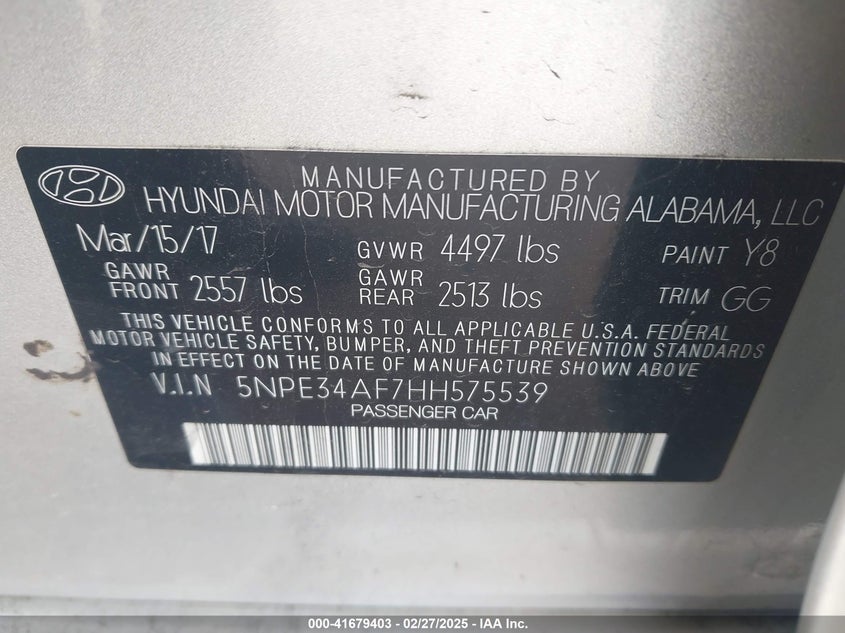 MANUFACTURED BY
HYUNDAI MOTOR MANUFACTURING ALABAMA, LLC
Mar/15/17 GVWR 4497 lbs PAINT Y8
GAWR FRONT 2557 lbs GAWR REAR 2513 lbs TRIM GG
THIS VEHICLE CONFORMS TO ALL APPLICABLE U.S.A. FEDERAL
MOTOR VEHICLE SAFETY, BUMPER, AND THEFT PREVENTION STANDARDS
IN EFFECT ON THE DATE OF MANUFACTURE SHOWN ABOVE
V.I.N 5NPE34AF7HH575539
PASSENGER CAR
000-41679403 - 02/27/2025 - IAA Inc.